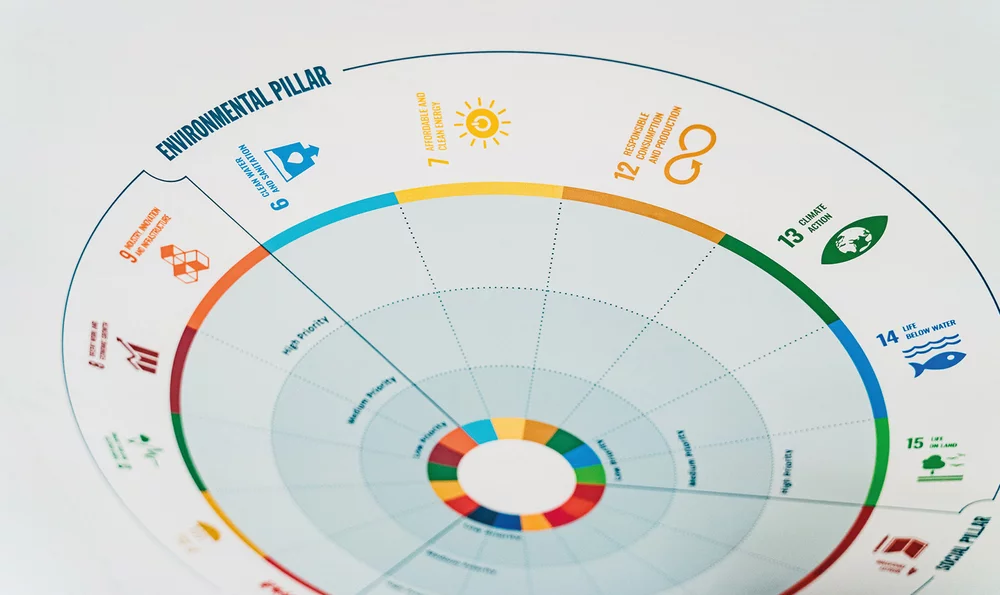 ENVIRONMENTAL PILLAR
6 CLEAN WATER
AND SANITATION
7 AFFORDABLE AND
CLEAN ENERGY
12 RESPONSIBLE
CONSUMPTION
AND PRODUCTION
13 CLIMATE
ACTION
14 LIFE
BELOW WATER
15 LIFE
ON LAND
SOCIAL PILLAR
9 INDUSTRY, INNOVATION
AND INFRASTRUCTURE
8 DECENT WORK AND
ECONOMIC GROWTH
High Priority
Medium Priority
Low Priority
Low Priority
Medium Priority
High Priority
Low Priority
Medium Priority